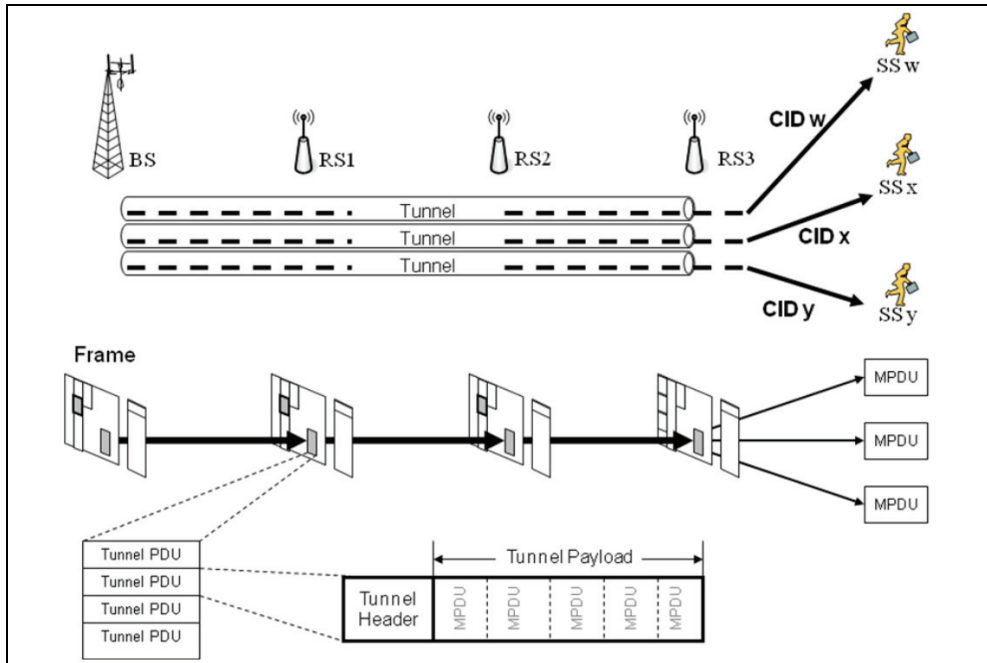 SS w
CID w
BS
RS1
RS2
RS3
SS x
Tunnel
Tunnel
CID x
Tunnel
CID y
SS y
Frame
MPDU
MPDU
MPDU
Tunnel PDU
Tunnel PDU
Tunnel PDU
Tunnel PDU
Tunnel Payload
Tunnel
Header
MPDU
MPDU
MPDU
MPDU
MPDU